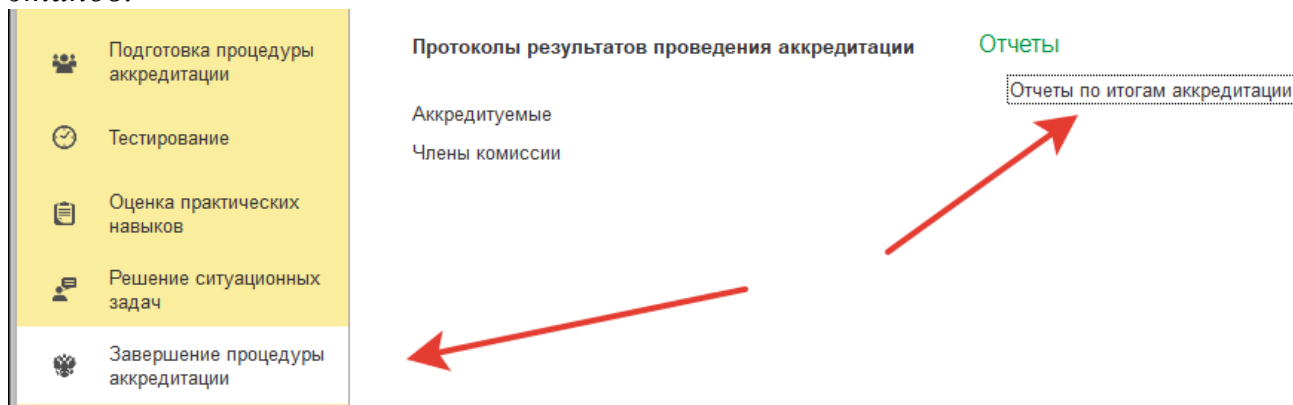 Подготовка процедуры
аккредитации
Тестирование
Оценка практических
навыков
Решение ситуационных
задач
Завершение процедуры
аккредитации
Протоколы результатов проведения аккредитации
Аккредитуемые
Члены комиссии
Отчеты
Отчеты по итогам аккредитации